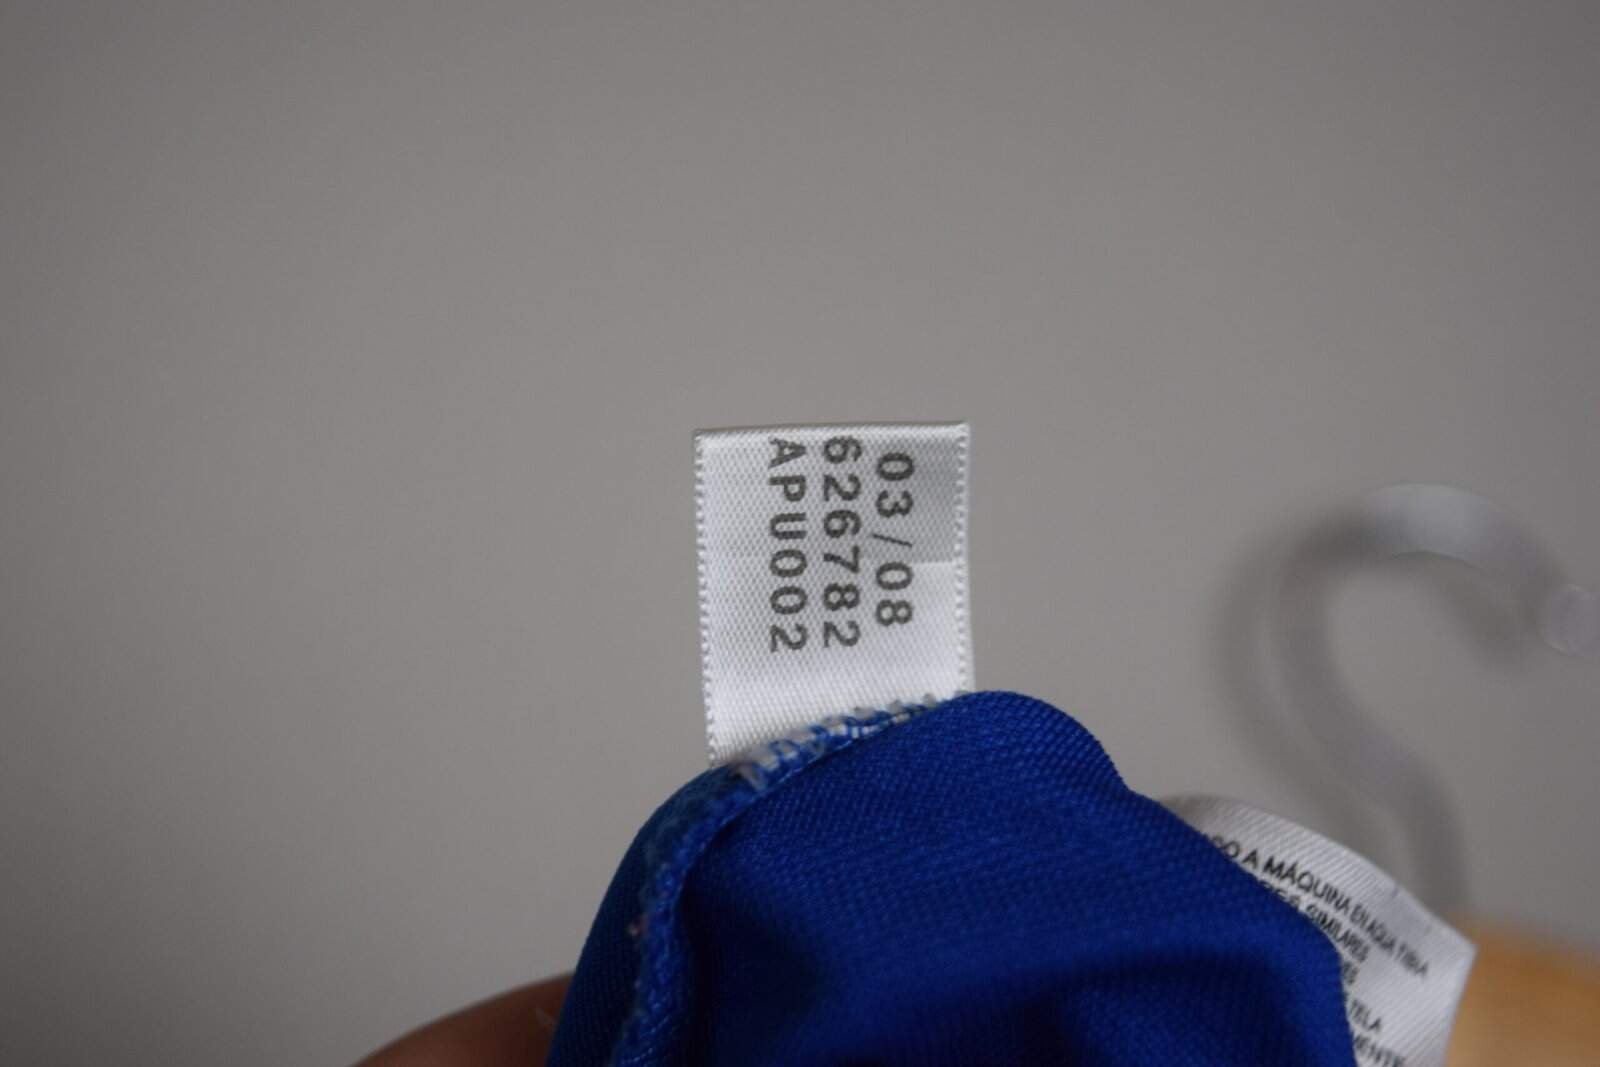 03/08
626782
APU002
A MÁQUINA EN AGUA TIBIA
SIMILARES
TELA